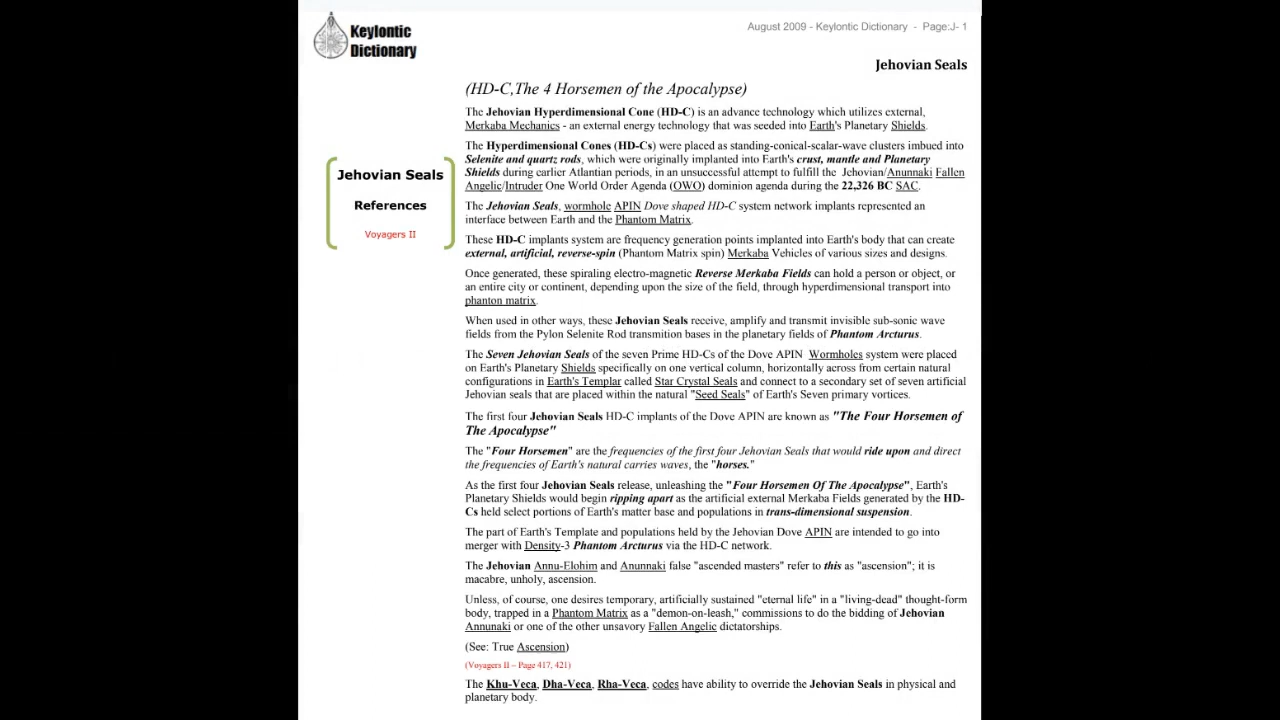 Keylontic
Dictionary
August 2009 - Keylontic Dictionary - Page:J- 1
Jehovian Seals
Jehovian Seals
References
Voyagers II
(HD-C,The 4 Horsemen of the Apocalypse)
The Jehovian Hyperdimensional Cone (HD-C) is an advance technology which utilizes external,
Merkaba Mechanics - an external energy technology that was seeded into Earth's Planetary Shields.
The Hyperdimensional Cones (HD-Cs) were placed as standing-conical-scalar-wave clusters imbued into
Selenite and quartz rods, which were originally implanted into Earth's crust, mantle and Planetary
Shields during earlier Atlantian periods, in an unsuccessful attempt to fulfill the Jehovian/Anunnaki Fallen
Angelic/Intruder One World Order Agenda (OWO) dominion agenda during the 22,326 BC SAC.
The Jehovian Seals, wormhole APIN Dove shaped HD-C system network implants represented an
interface between Earth and the Phantom Matrix.
These HD-C implants system are frequency generation points implanted into Earth's body that can create
external, artificial, reverse-spin (Phantom Matrix spin) Merkaba Vehicles of various sizes and designs.
Once generated, these spiraling electro-magnetic Reverse Merkaba Fields can hold a person or object, or
an entire city or continent, depending upon the size of the field, through hyperdimensional transport into
phanton matrix.
When used in other ways, these Jehovian Seals receive, amplify and transmit invisible sub-sonic wave
fields from the Pylon Selenite Rod transmition bases in the planetary fields of Phantom Arcturus.
The Seven Jehovian Seals of the seven Prime HD-Cs of the Dove APIN Wormholes system were placed
on Earth's Planetary Shields specifically on one vertical column, horizontally across from certain natural
configurations in Earth's Templar called Star Crystal Seals and connect to a secondary set of seven artificial
Jehovian seals that are placed within the natural "Seed Seals" of Earth's Seven primary vortices.
The first four Jehovian Seals HD-C implants of the Dove APIN are known as "The Four Horsemen of
The Apocalypse"
The "Four Horsemen" are the frequencies of the first four Jehovian Seals that would ride upon and direct
the frequencies of Earth's natural carries waves, the "horses."
As the first four Jehovian Seals release, unleashing the "Four Horsemen Of The Apocalypse", Earth's
Planetary Shields would begin ripping apart as the artificial external Merkaba Fields generated by the HD-
Cs held select portions of Earth's matter base and populations in trans-dimensional suspension.
The part of Earth's Template and populations held by the Jehovian Dove APIN are intended to go into
merger with Density-3 Phantom Arcturus via the HD-C network.
The Jehovian Annu-Elohim and Anunnaki false "ascended masters" refer to this as "ascension"; it is
macabre, unholy, ascension.
Unless, of course, one desires temporary, artificially sustained "eternal life" in a "living-dead" thought-form
body, trapped in a Phantom Matrix as a "demon-on-leash," commissions to do the bidding of Jehovian
Annunaki or one of the other unsavory Fallen Angelic dictatorships.
(See: True Ascension)
(Voyagers II – Page 417, 421)
The Khu-Veca, Dha-Veca, Rha-Veca, codes have ability to override the Jehovian Seals in physical and
planetary body.